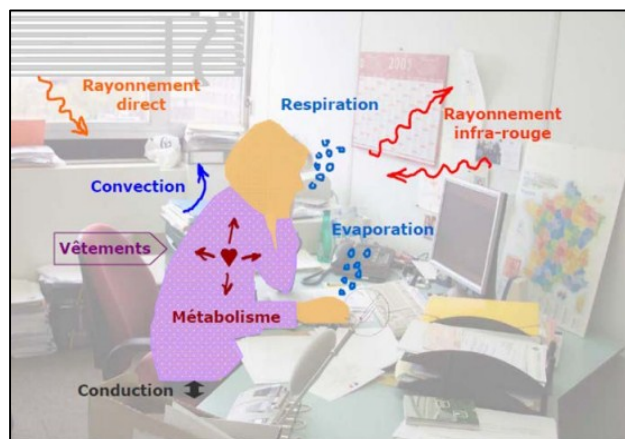 Rayonnement
direct
Respiration
Rayonnement
infra-rouge
Convection
Evaporation
Vêtements
Métabolisme
Conduction